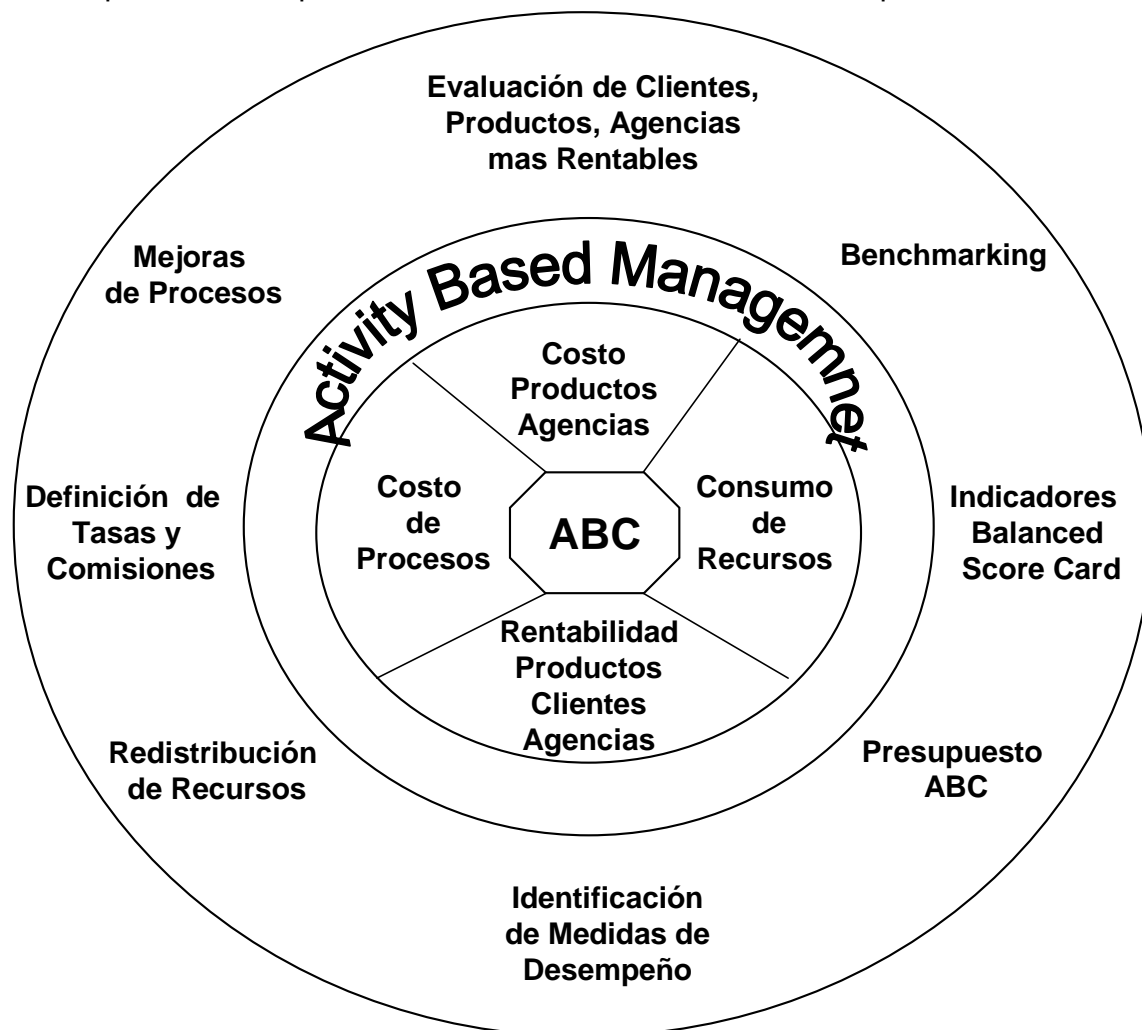 Evaluación de Clientes,
Productos, Agencias
mas Rentables
Mejoras
de Procesos
Benchmarking
Activity Based Managemnet
Costo
Productos
Agencias
Definición de
Tasas y
Comisiones
Costo
de
Procesos
ABC
Consumo
de
Recursos
Indicadores
Balanced
Score Card
Rentabilidad
Productos
Clientes
Agencias
Redistribución
de Recursos
Presupuesto
ABC
Identificación
de Medidas de
Desempeño